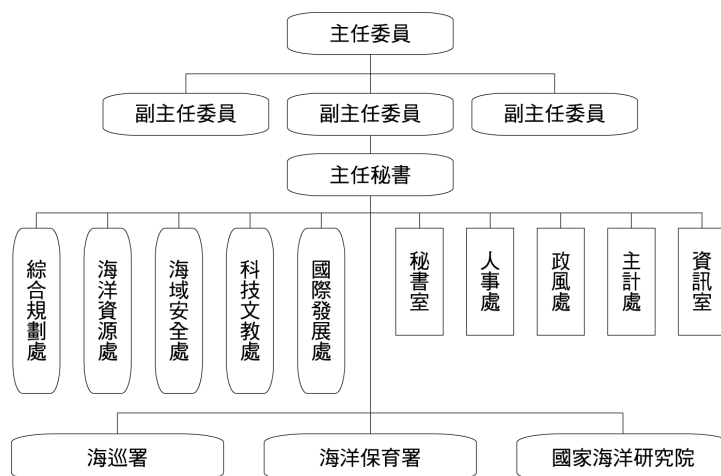 主任委員
副主任委員
副主任委員
副主任委員
主任秘書
綜合規劃處
海洋資源處
海域安全處
科技文教處
國際發展處
秘書室
人事處
政風處
主計處
資訊室
海巡署
海洋保育署
國家海洋研究院